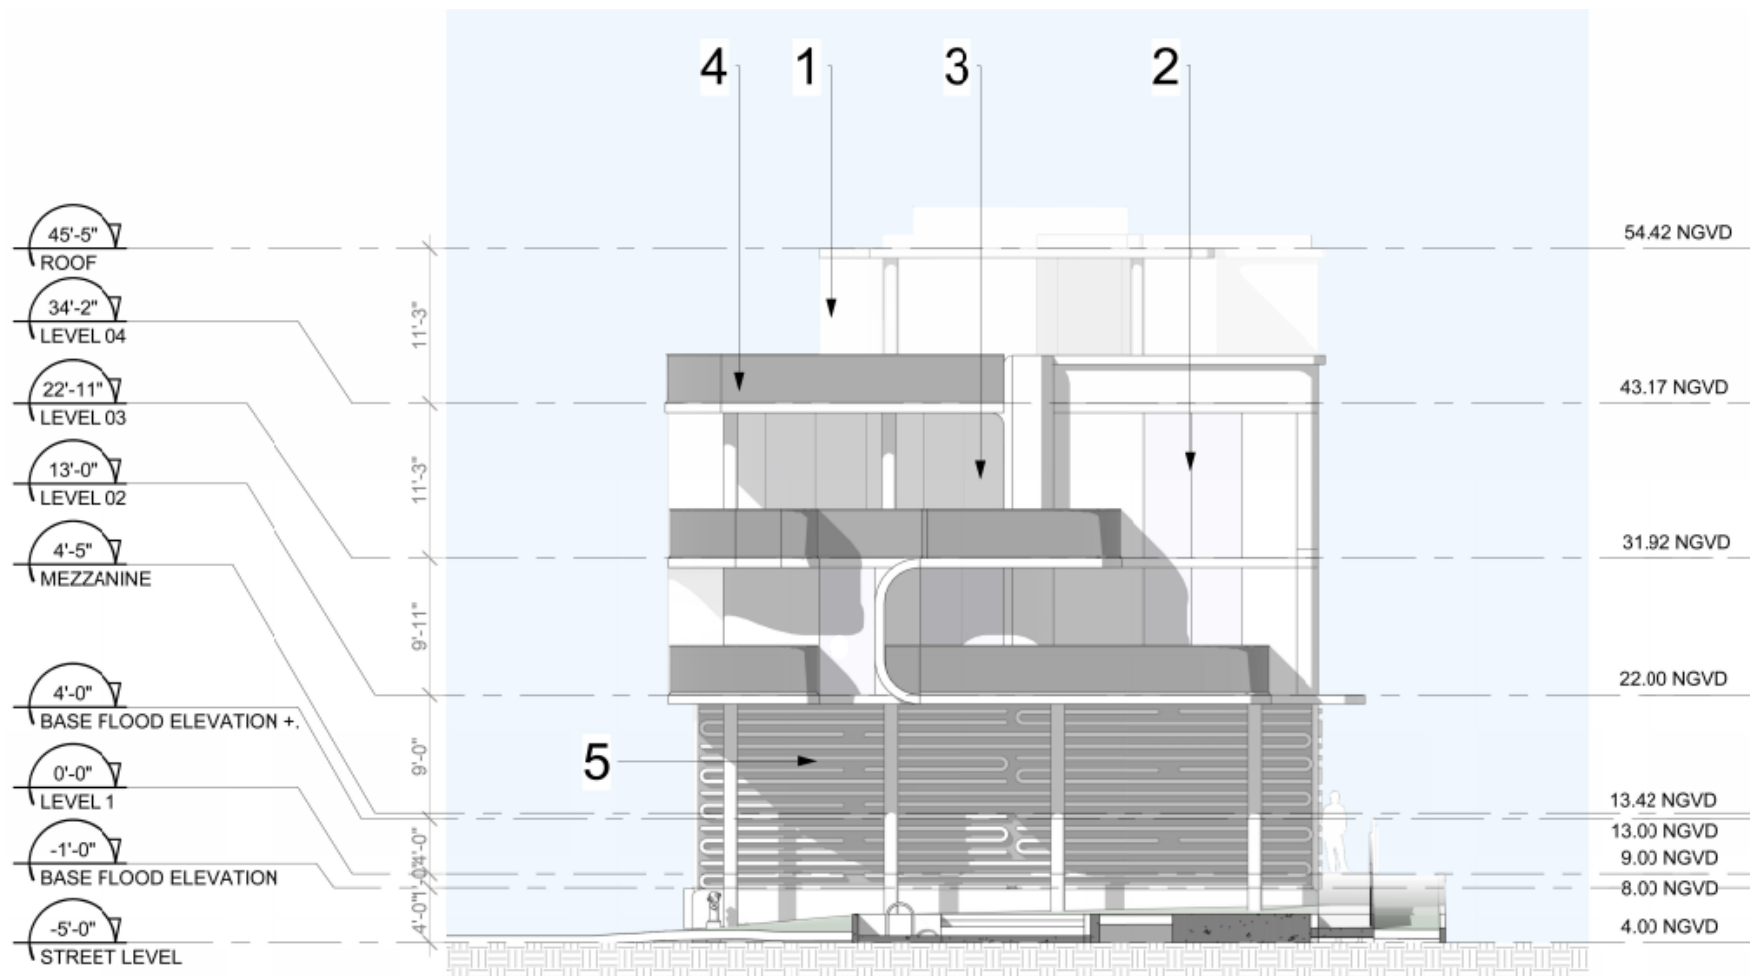 4 1 3 2
45'-5"
ROOF
34'-2"
LEVEL 04
22'-11"
LEVEL 03
13'-0"
LEVEL 02
4'-5"
MEZZANINE
4'-0"
BASE FLOOD ELEVATION +.
0'-0"
LEVEL 1
-1'-0"
BASE FLOOD ELEVATION
-5'-0"
STREET LEVEL
11'-3"
11'-3"
9'-11"
9'-0"
4'-0"
4'-0"
5
54.42 NGVD
43.17 NGVD
31.92 NGVD
22.00 NGVD
13.42 NGVD
13.00 NGVD
9.00 NGVD
8.00 NGVD
4.00 NGVD